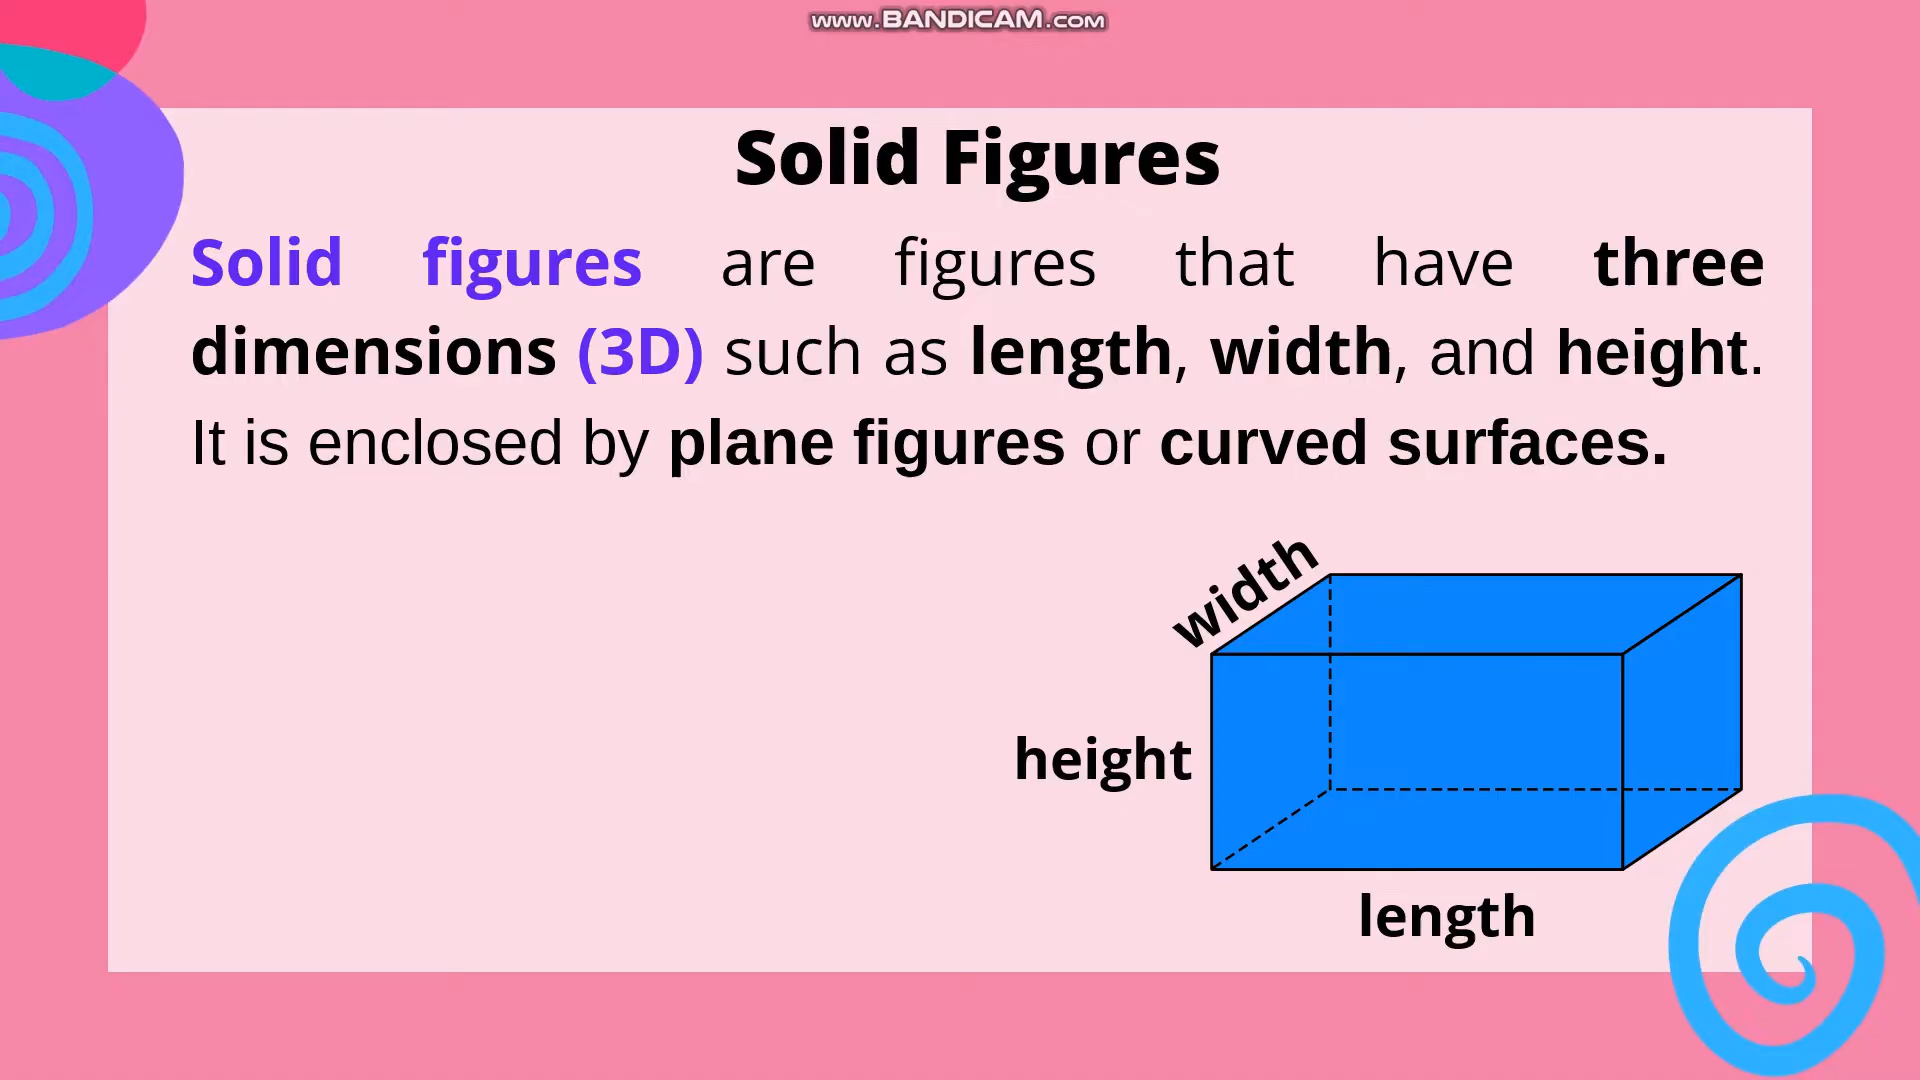 www.BANDICAM.com
Solid Figures
Solid figures are figures that have three
dimensions (3D) such as length, width, and height.
It is enclosed by plane figures or curved surfaces.
width
height
length